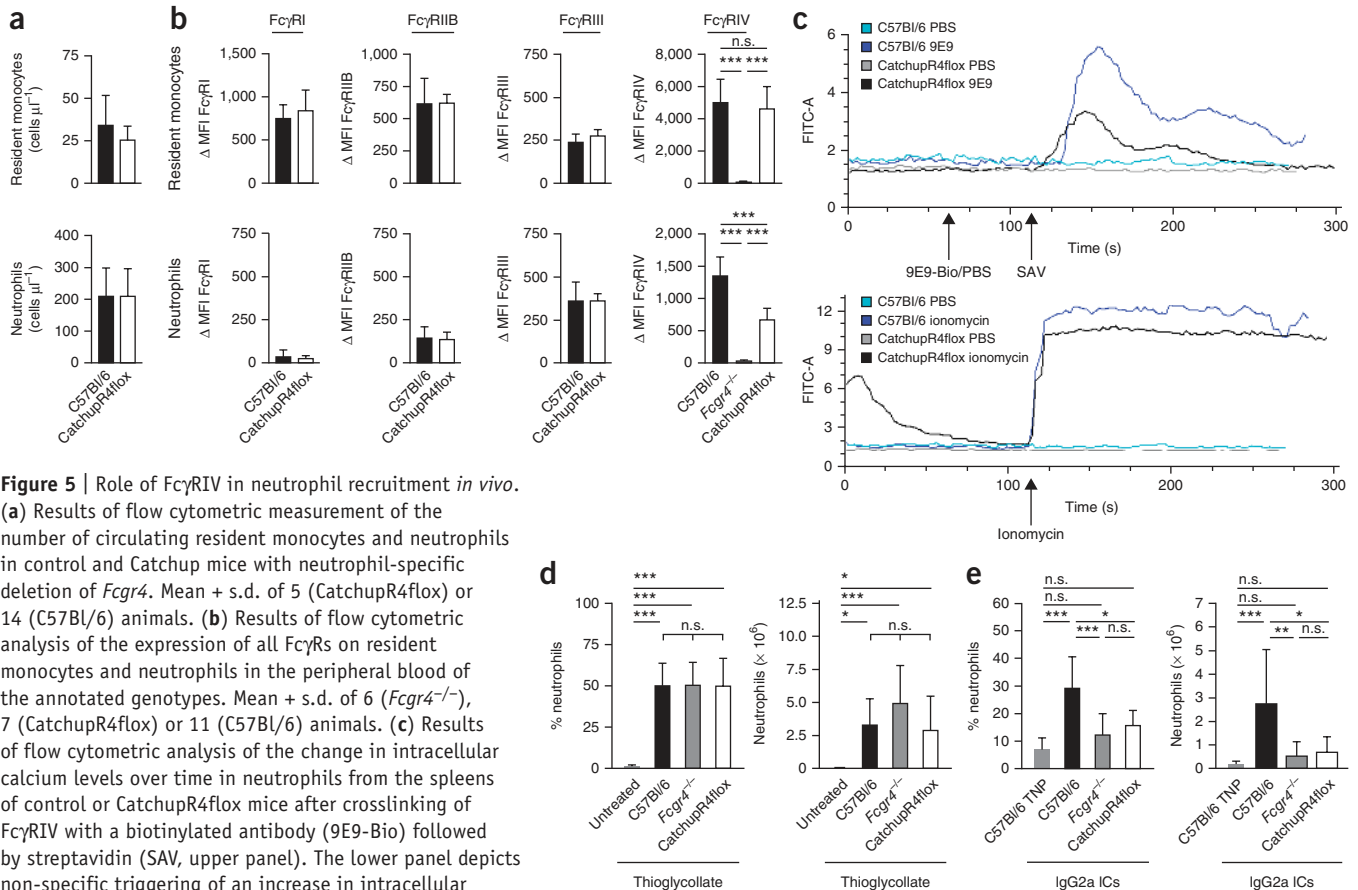 a
b
FcγRI
FcγRIIB
FcγRIII
FcγRIV
Resident monocytes
(cells μl⁻¹)
75
50
25
0
Resident monocytes
Δ MFI FcγRI
1,500
1,000
500
0
Δ MFI FcγRIIB
1,000
750
500
250
0
Δ MFI FcγRIII
750
500
250
0
Δ MFI FcγRIV
8,000
6,000
4,000
2,000
0
n.s.
*** ***
Neutrophils
(cells μl⁻¹)
400
300
200
100
0
C57Bl/6
CatchupR4flox
Neutrophils
Δ MFI FcγRI
750
500
250
0
C57Bl/6
CatchupR4flox
Δ MFI FcγRIIB
750
500
250
0
C57Bl/6
CatchupR4flox
Δ MFI FcγRIII
750
500
250
0
C57Bl/6
CatchupR4flox
Δ MFI FcγRIV
2,000
1,500
1,000
500
0
***
*** ***
C57Bl/6
Fcgr4⁻/⁻
CatchupR4flox
c
C57Bl/6 PBS
C57Bl/6 9E9
CatchupR4flox PBS
CatchupR4flox 9E9
FITC-A
6
4
2
0
0 100 200 300
Time (s)
9E9-Bio/PBS SAV
C57Bl/6 PBS
C57Bl/6 ionomycin
CatchupR4flox PBS
CatchupR4flox ionomycin
FITC-A
12
9
6
3
0
0 100 200 300
Time (s)
Ionomycin
Figure 5 | Role of FcγRIV in neutrophil recruitment in vivo.
(a) Results of flow cytometric measurement of the
number of circulating resident monocytes and neutrophils
in control and Catchup mice with neutrophil-specific
deletion of Fcgr4. Mean + s.d. of 5 (CatchupR4flox) or
14 (C57Bl/6) animals. (b) Results of flow cytometric
analysis of the expression of all FcγRs on resident
monocytes and neutrophils in the peripheral blood of
the annotated genotypes. Mean + s.d. of 6 (Fcgr4⁻/⁻),
7 (CatchupR4flox) or 11 (C57Bl/6) animals. (c) Results
of flow cytometric analysis of the change in intracellular
calcium levels over time in neutrophils from the spleens
of control or CatchupR4flox mice after crosslinking of
FcγRIV with a biotinylated antibody (9E9-Bio) followed
by streptavidin (SAV, upper panel). The lower panel depicts
non-specific triggering of an increase in intracellular
d
% neutrophils
100
75
50
25
0
***
***
***
n.s.
Untreated
C57Bl/6
Fcgr4⁻/⁻
CatchupR4flox
Thioglycollate
Neutrophils (× 10⁶)
12.5
10.0
7.5
5.0
2.5
0
*
***
*
n.s.
Untreated
C57Bl/6
Fcgr4⁻/⁻
CatchupR4flox
Thioglycollate
e
% neutrophils
60
50
40
30
20
10
0
n.s.
n.s.
*** *
*** n.s.
C57Bl/6 TNP
C57Bl/6
Fcgr4⁻/⁻
CatchupR4flox
IgG2a ICs
Neutrophils (× 10⁶)
7
6
5
4
3
2
1
0
n.s.
n.s.
*** *
** n.s.
C57Bl/6 TNP
C57Bl/6
Fcgr4⁻/⁻
CatchupR4flox
IgG2a ICs